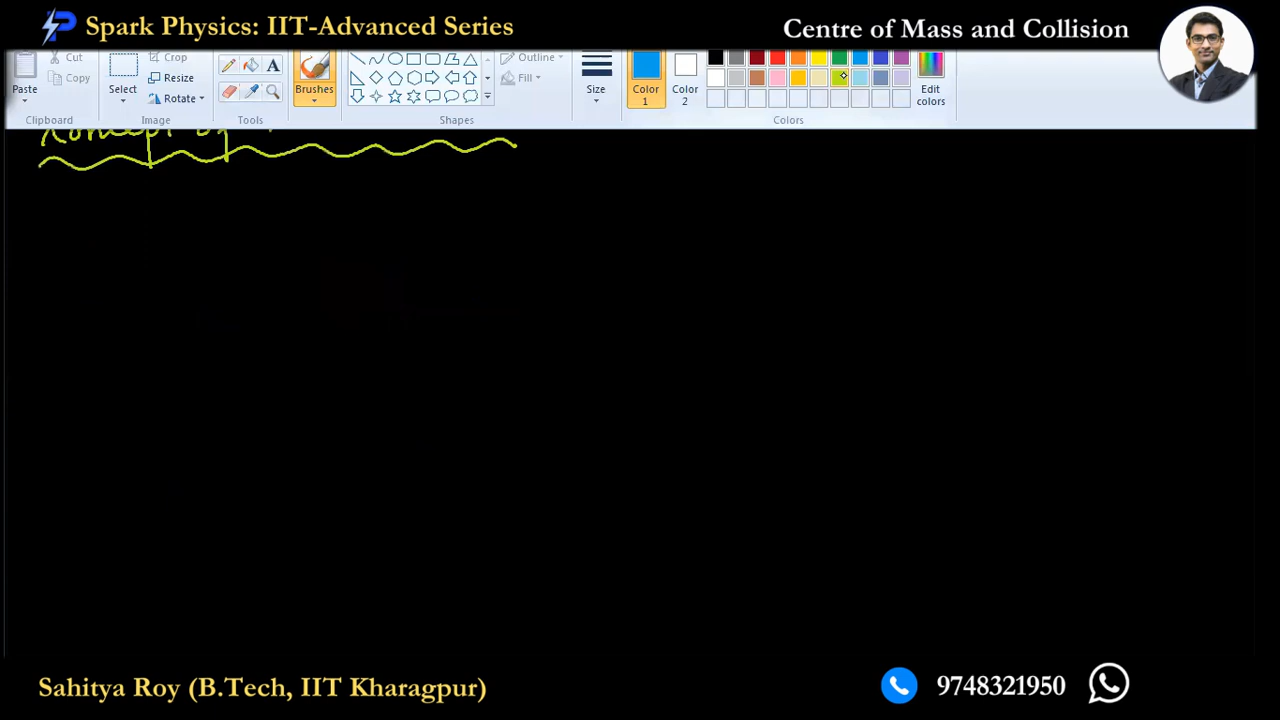 Spark Physics: IIT-Advanced Series
Centre of Mass and Collision
Cut
Copy
Paste
Clipboard
Select
Crop
Resize
Rotate
Image
A
Tools
Brushes
Outline
Fill
Shapes
Size
Color 1
Color 2
Edit colors
Colors
Concept of
Sahitya Roy (B.Tech, IIT Kharagpur)
9748321950